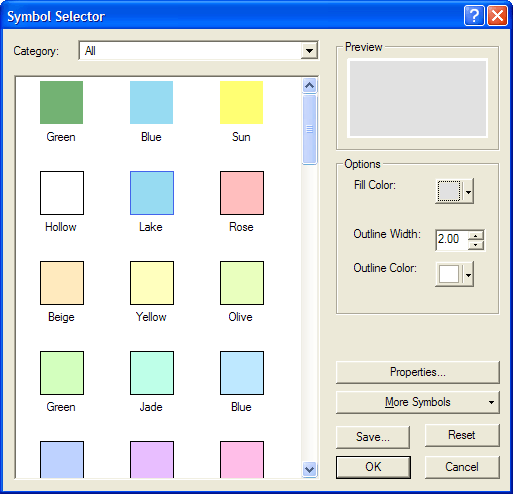 Symbol Selector
Category: All
Green Blue Sun
Hollow Lake Rose
Beige Yellow Olive
Green Jade Blue
Preview
Options
Fill Color:
Outline Width: 2.00
Outline Color:
Properties...
More Symbols
Save... Reset
OK Cancel